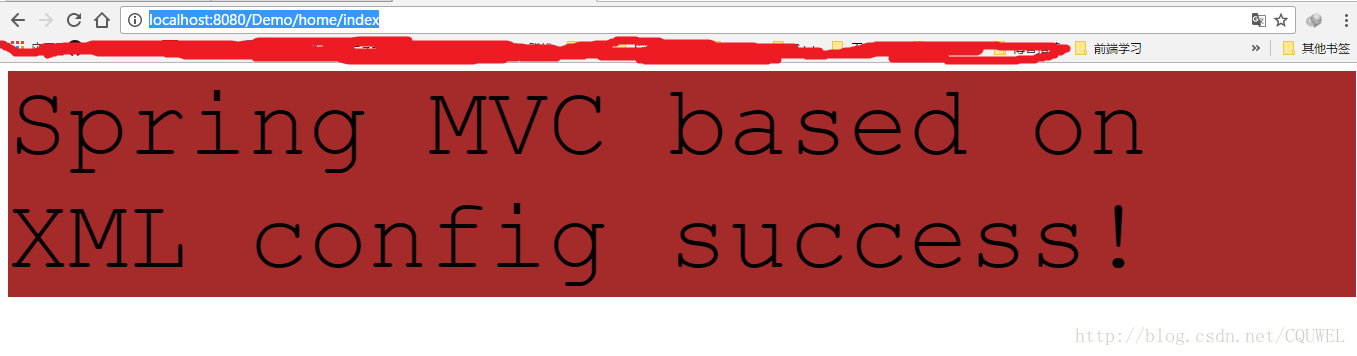 localhost:8080/Demo/home/index
前端学习
其他书签
Spring MVC based on
XML config success!
http://blog.csdn.net/CQUWEL